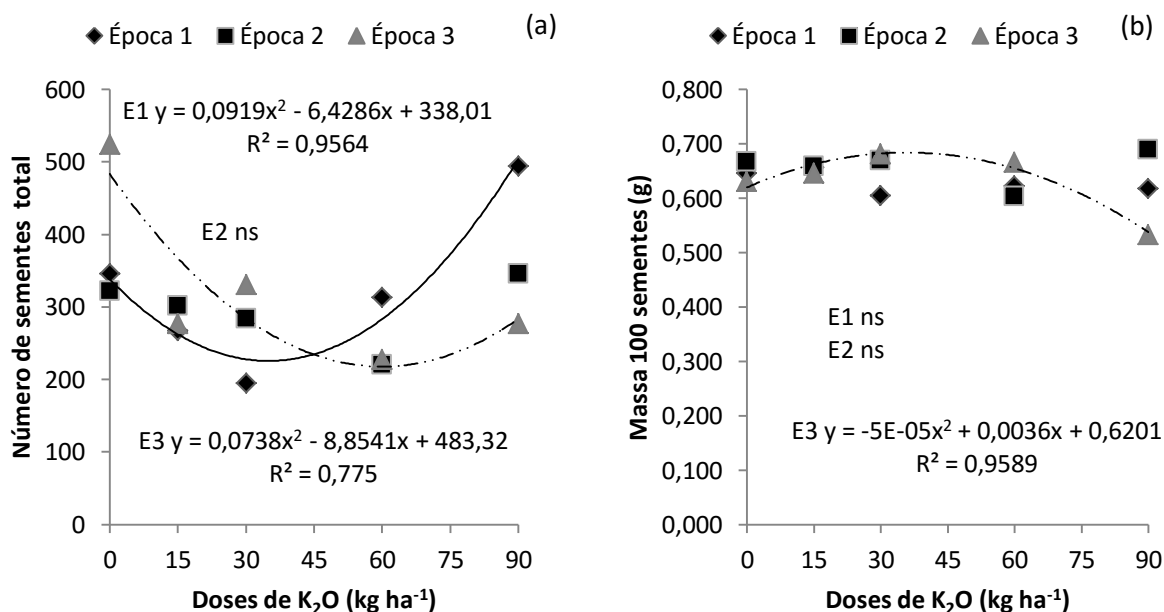 (a)
Época 1 Época 2 Época 3
600
500
400
300
200
100
0
Número de sementes total
E1 y = 0,0919x² - 6,4286x + 338,01
R² = 0,9564
E2 ns
E3 y = 0,0738x² - 8,8541x + 483,32
R² = 0,775
0 15 30 45 60 75 90
Doses de K₂O (kg ha⁻¹)
(b)
Época 1 Época 2 Época 3
0,800
0,700
0,600
0,500
0,400
0,300
0,200
0,100
0,000
Massa 100 sementes (g)
E1 ns
E2 ns
E3 y = -5E-05x² + 0,0036x + 0,6201
R² = 0,9589
0 15 30 45 60 75 90
Doses de K₂O (kg ha⁻¹)